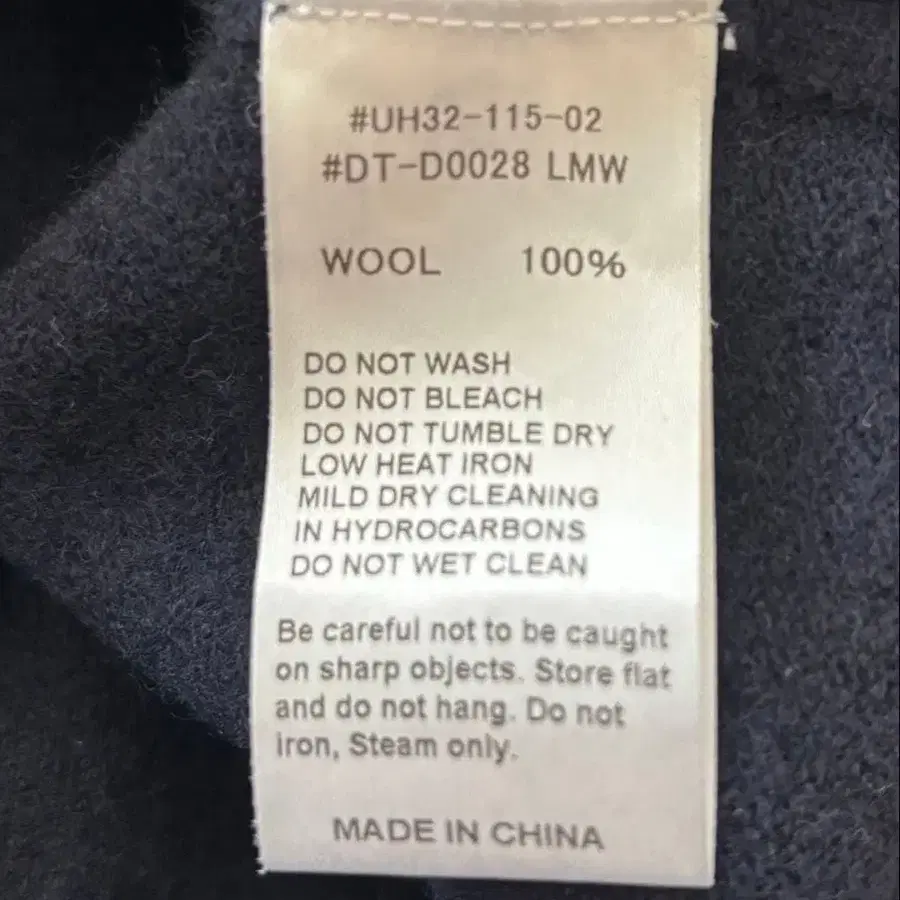 #UH32-115-02
#DT-D0028 LMW
WOOL 100%
DO NOT WASH
DO NOT BLEACH
DO NOT TUMBLE DRY
LOW HEAT IRON
MILD DRY CLEANING
IN HYDROCARBONS
DO NOT WET CLEAN
Be careful not to be caught
on sharp objects. Store flat
and do not hang. Do not
iron, Steam only.
MADE IN CHINA